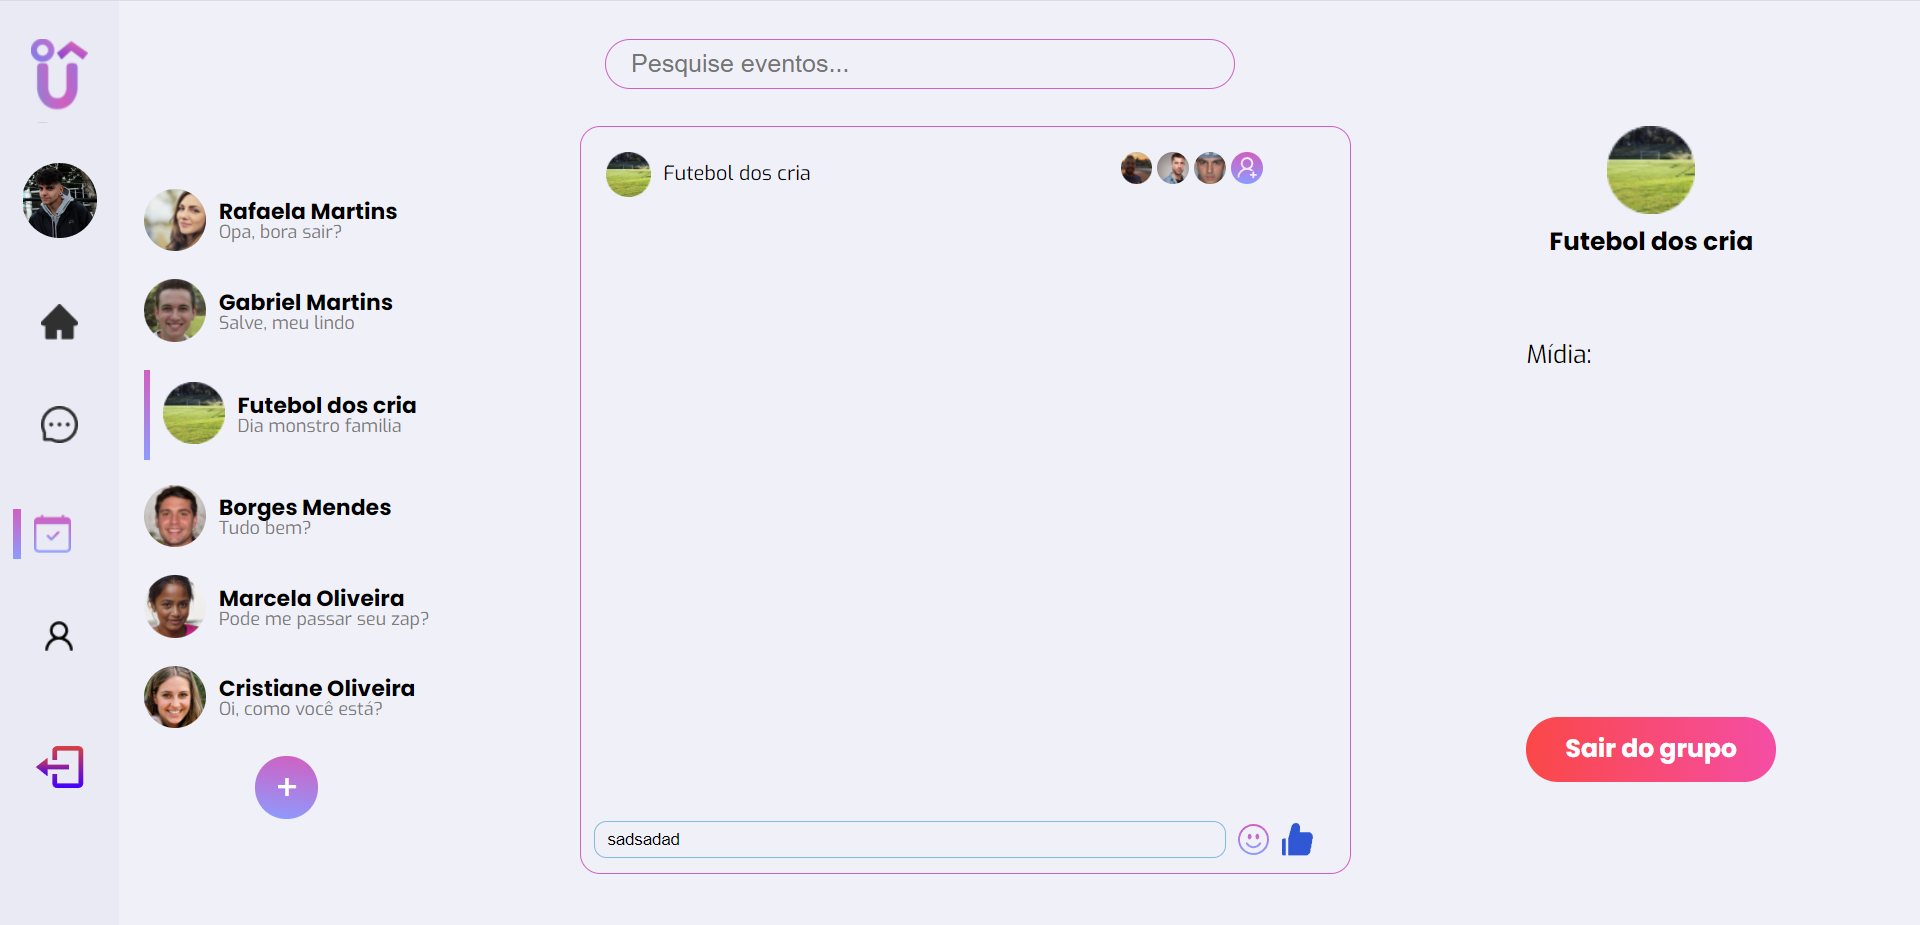 Pesquise eventos...
Rafaela Martins
Opa, bora sair?
Gabriel Martins
Salve, meu lindo
Futebol dos cria
Dia monstro familia
Borges Mendes
Tudo bem?
Marcela Oliveira
Pode me passar seu zap?
Cristiane Oliveira
Oi, como você está?
+
Futebol dos cria
sadsadad
Futebol dos cria
Mídia:
Sair do grupo